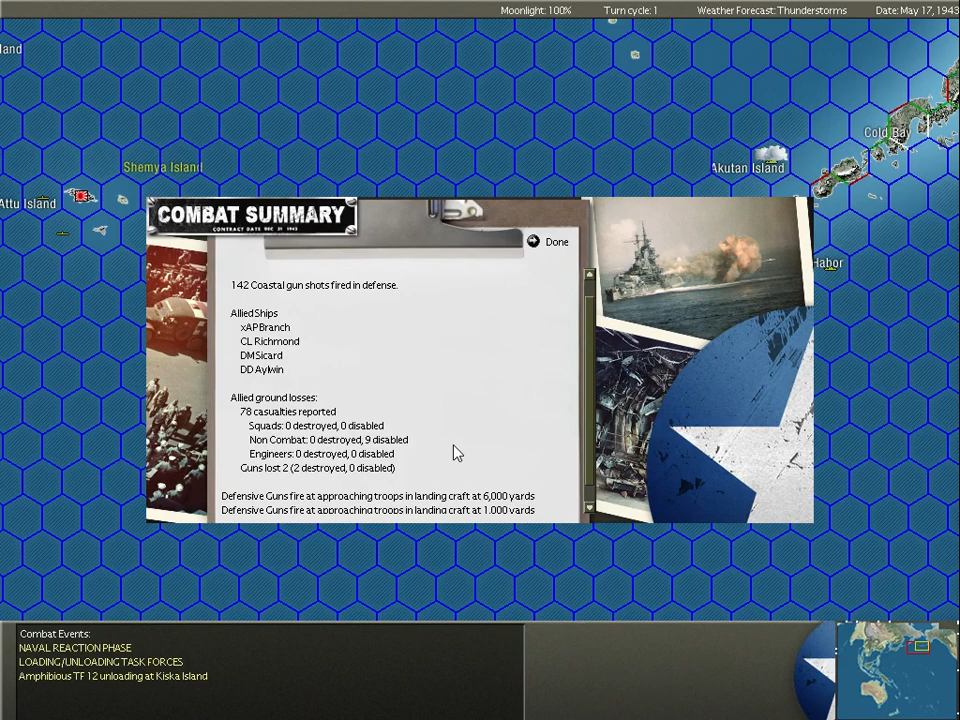 Moonlight: 100% Turn cycle: 1 Weather Forecast: Thunderstorms Date: May 17, 1943
land
Cold Bay
Shemya Island
Akutan Island
Attu Island
COMBAT SUMMARY
CONTRACT DATE DEC 31 1943
Done
Habor
142 Coastal gun shots fired in defense.
Allied Ships
xAP Branch
CL Richmond
DM Sicard
DD Aylwin
Allied ground losses:
78 casualties reported
Squads: 0 destroyed, 0 disabled
Non Combat: 0 destroyed, 9 disabled
Engineers: 0 destroyed, 0 disabled
Guns lost 2 (2 destroyed, 0 disabled)
Defensive Guns fire at approaching troops in landing craft at 6,000 yards
Defensive Guns fire at approaching troops in landing craft at 1,000 yards
Combat Events:
NAVAL REACTION PHASE
LOADING/UNLOADING TASK FORCES
Amphibious TF 12 unloading at Kiska Island